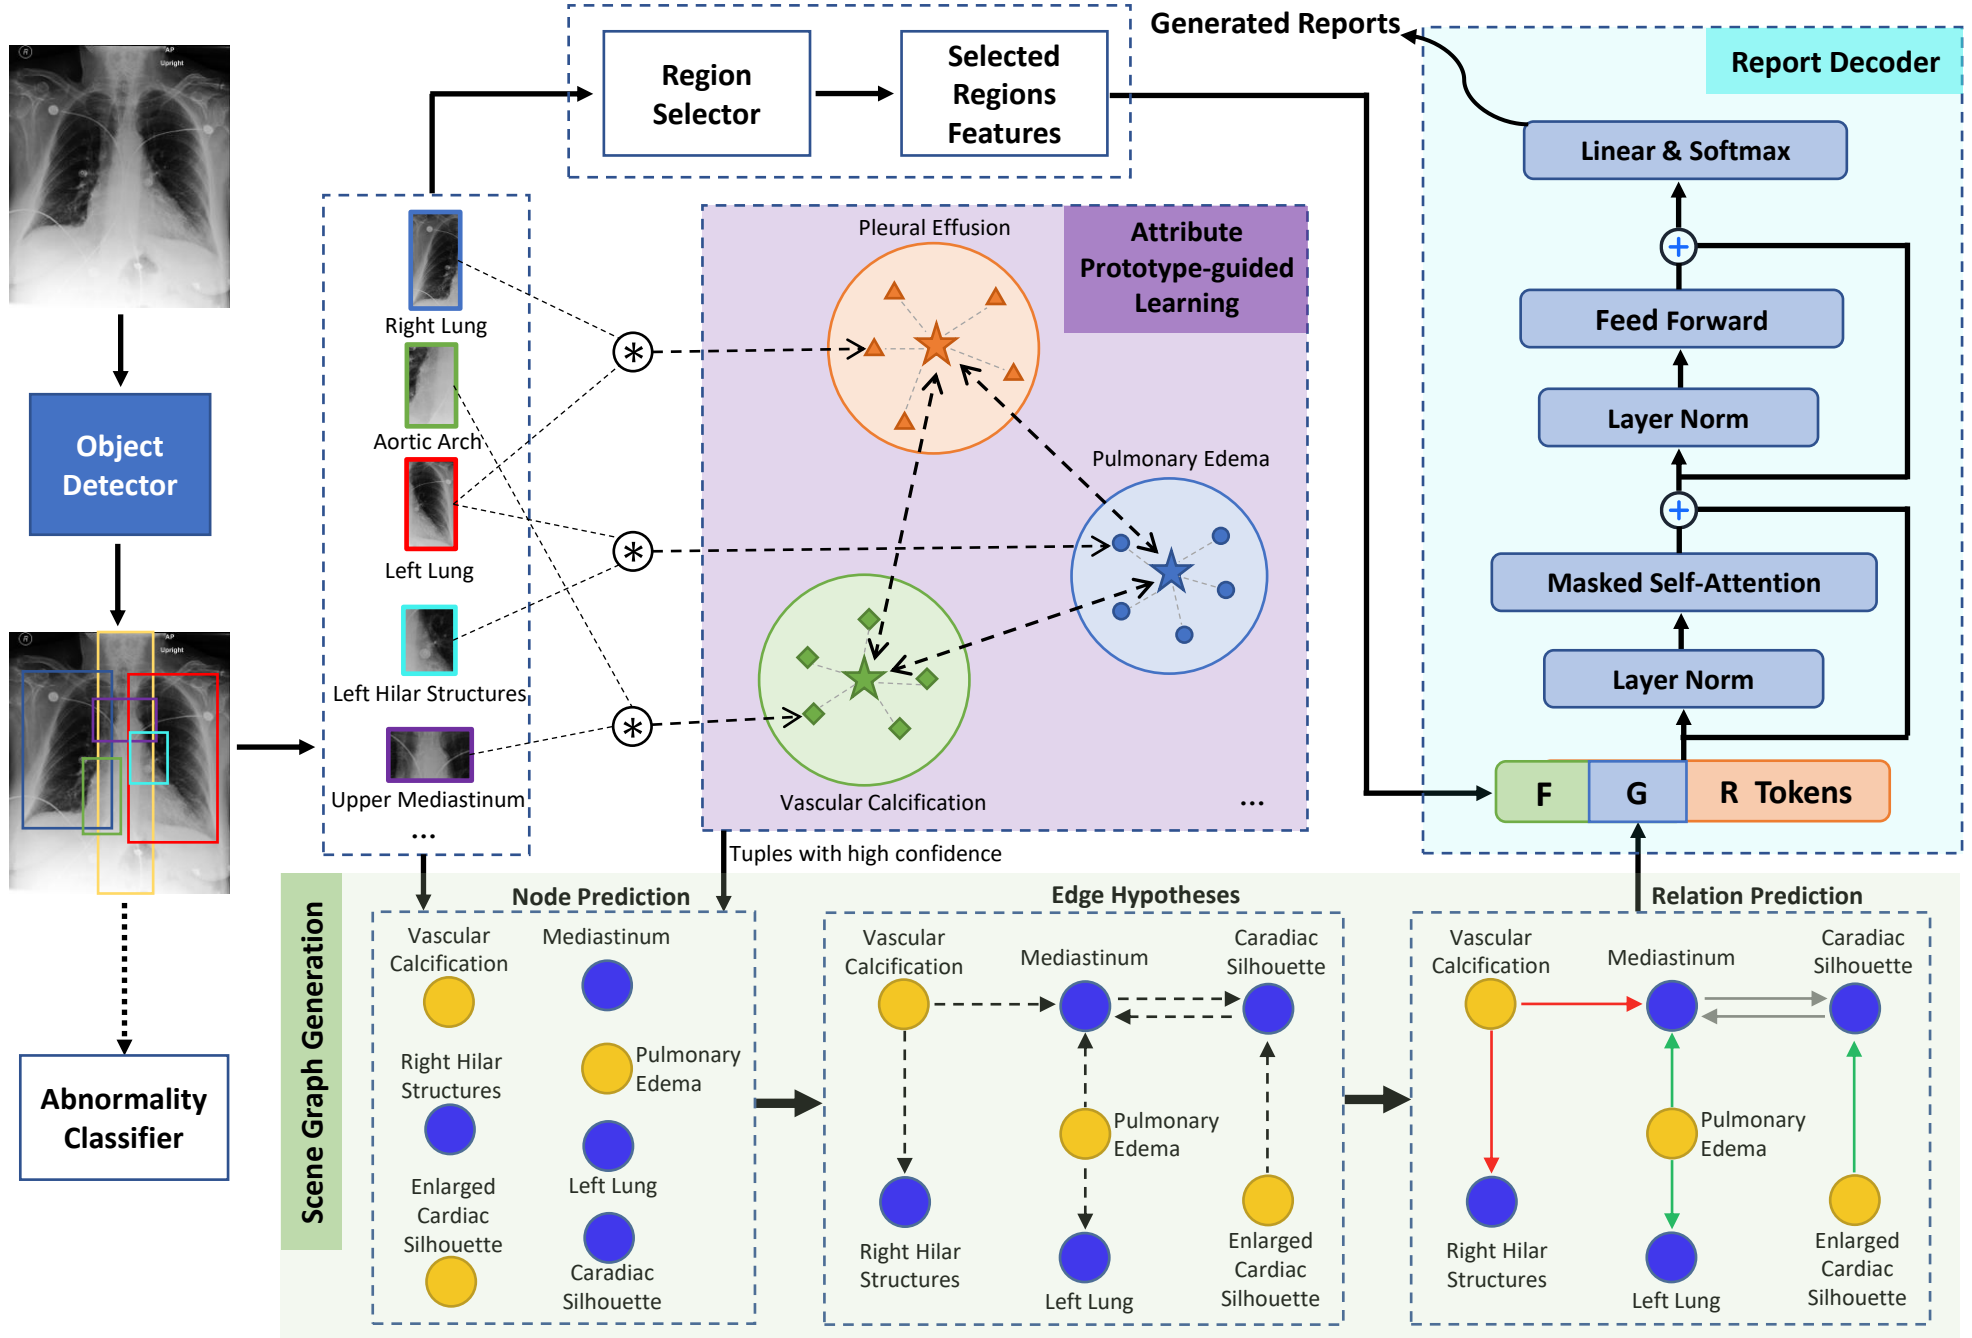 Generated Reports
Report Decoder
Region
Selector
Selected
Regions
Features
R
AP
Upright
Linear & Softmax
Pleural Effusion
Attribute
Prototype-guided
Learning
Right Lung
Feed Forward
Object
Detector
Aortic Arch
Layer Norm
Pulmonary Edema
Left Lung
Masked Self-Attention
R
AP
Upright
Left Hilar Structures
Layer Norm
Upper Mediastinum
...
Vascular Calcification
...
F
G
R Tokens
Tuples with high confidence
Scene Graph Generation
Node Prediction
Vascular
Calcification
Mediastinum
Right Hilar
Structures
Pulmonary
Edema
Left Lung
Enlarged
Cardiac
Silhouette
Caradiac
Silhouette
Edge Hypotheses
Vascular
Calcification
Mediastinum
Caradiac
Silhouette
Pulmonary
Edema
Right Hilar
Structures
Left Lung
Enlarged
Cardiac
Silhouette
Relation Prediction
Vascular
Calcification
Mediastinum
Caradiac
Silhouette
Pulmonary
Edema
Right Hilar
Structures
Left Lung
Enlarged
Cardiac
Silhouette
Abnormality
Classifier